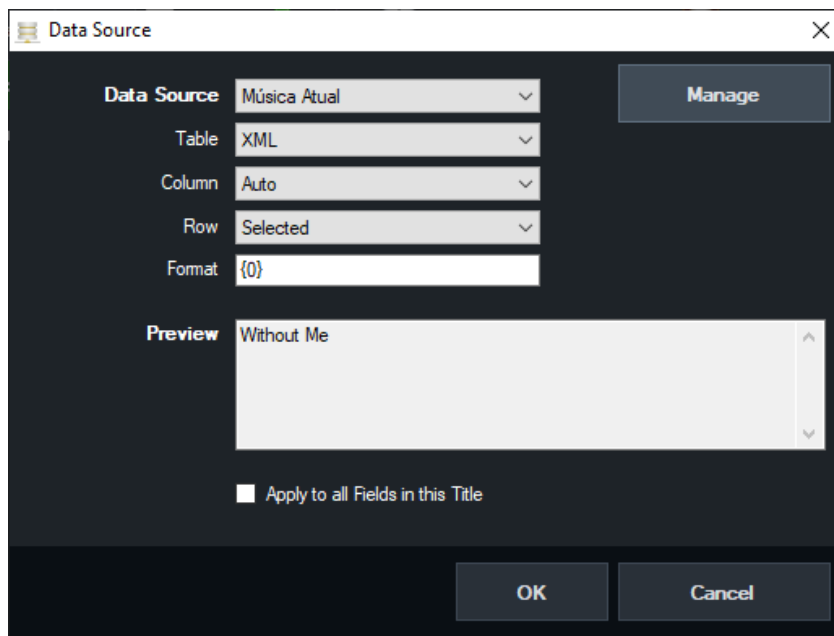 Data Source
Data Source Música Atual Manage
Table XML
Column Auto
Row Selected
Format {0}
Preview Without Me
Apply to all Fields in this Title
OK Cancel